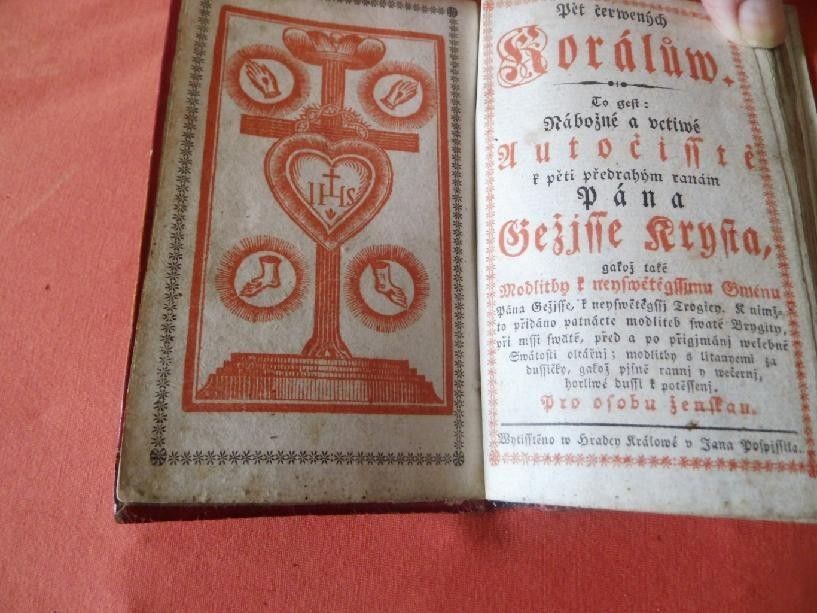 IHS
Pět čerwených
Korálůw.
To gest:
Nábožné a vctiwé
Autočisstě
k pěti předrahým ranám
Pána
Gežjsse Krysta,
gakož také
Modlitby k neyswětěgssjmu Gménu
Pána Gežjsse, k neyswětěgssj Trogicy. K nimž-
to přidáno patnácte modliteb swaté Brygity,
při mssi swaté, před a po přigjmánj welebné
Swátosti oltářnj; modlitby s litanyemi za
dussičky, gakož pjsně rannj y wečernj,
horliwé dussi k potěssenj.
Pro osobu ženskau.
Wytisstěno w Hradcy Králowé v Jana Pospjssila.